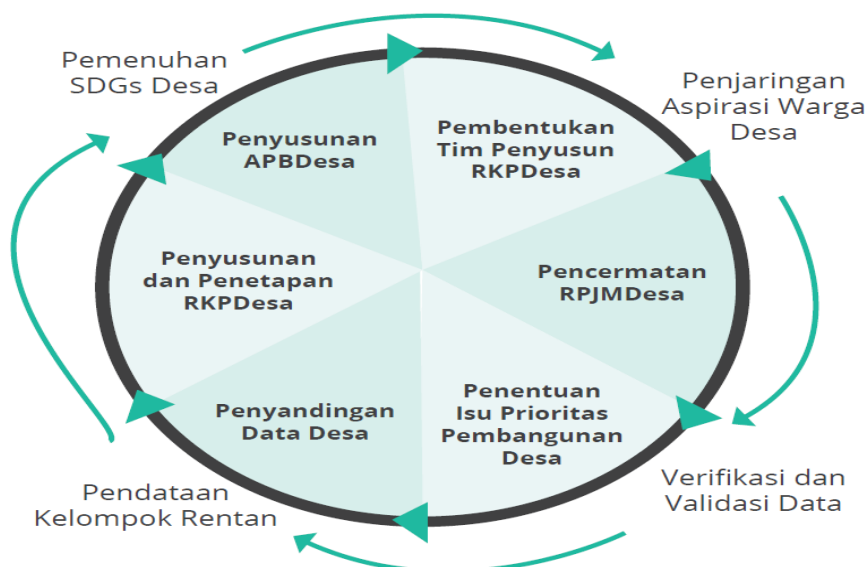 Pemenuhan
SDGs Desa
Penjaringan
Aspirasi Warga
Desa
Penyusunan
APBDesa
Pembentukan
Tim Penyusun
RKPDesa
Penyusunan
dan Penetapan
RKPDesa
Pencermatan
RPJMDesa
Penyandingan
Data Desa
Penentuan
Isu Prioritas
Pembangunan
Desa
Pendataan
Kelompok Rentan
Verifikasi dan
Validasi Data